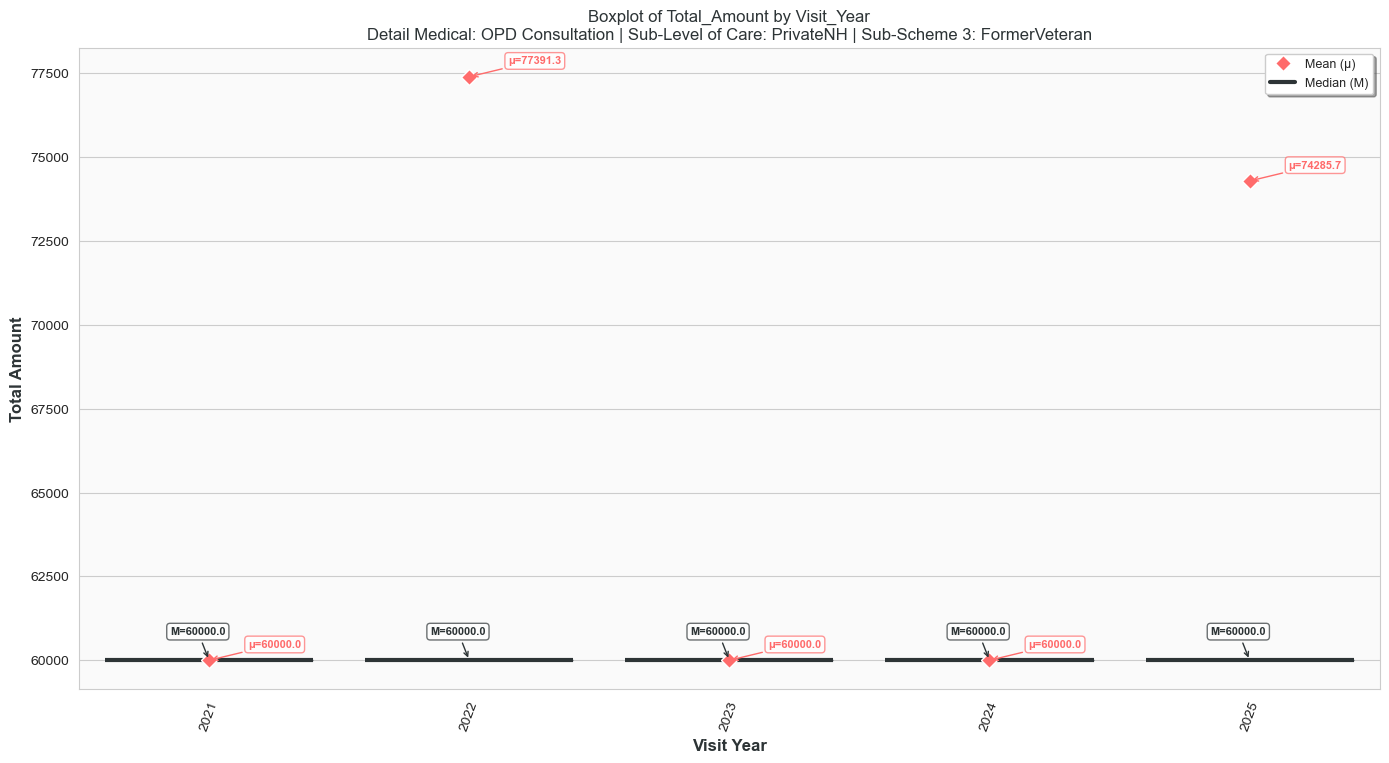 Boxplot of Total_Amount by Visit_Year
Detail Medical: OPD Consultation | Sub-Level of Care: PrivateNH | Sub-Scheme 3: FormerVeteran
Mean (μ)
Median (M)
μ=77391.3
μ=74285.7
77500
75000
72500
70000
67500
65000
62500
60000
Total Amount
M=60000.0
μ=60000.0
M=60000.0
M=60000.0
μ=60000.0
M=60000.0
μ=60000.0
M=60000.0
2021
2022
2023
2024
2025
Visit Year